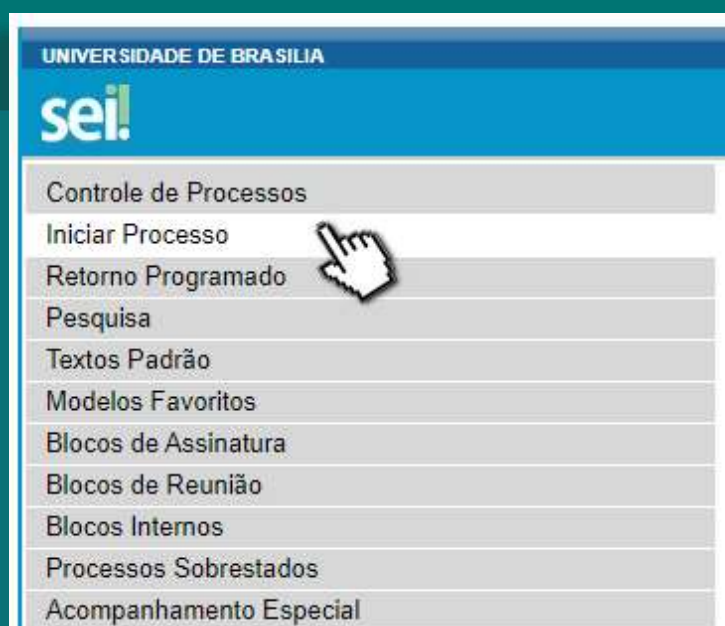 UNIVERSIDADE DE BRASILIA
sei!
Controle de Processos
Iniciar Processo
Retorno Programado
Pesquisa
Textos Padrão
Modelos Favoritos
Blocos de Assinatura
Blocos de Reunião
Blocos Internos
Processos Sobrestados
Acompanhamento Especial